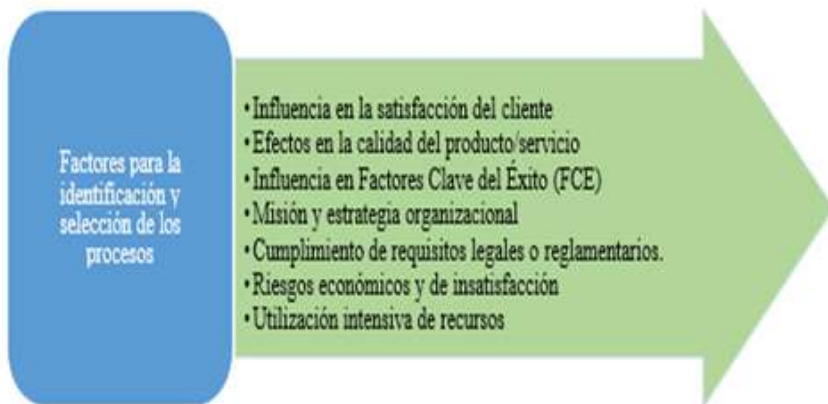 Factores para la
identificación y
selección de los
procesos
•Influencia en la satisfacción del cliente
•Efectos en la calidad del producto/servicio
•Influencia en Factores Clave del Éxito (FCE)
•Misión y estrategia organizacional
•Cumplimiento de requisitos legales o reglamentarios.
•Riesgos económicos y de insatisfacción
•Utilización intensiva de recursos